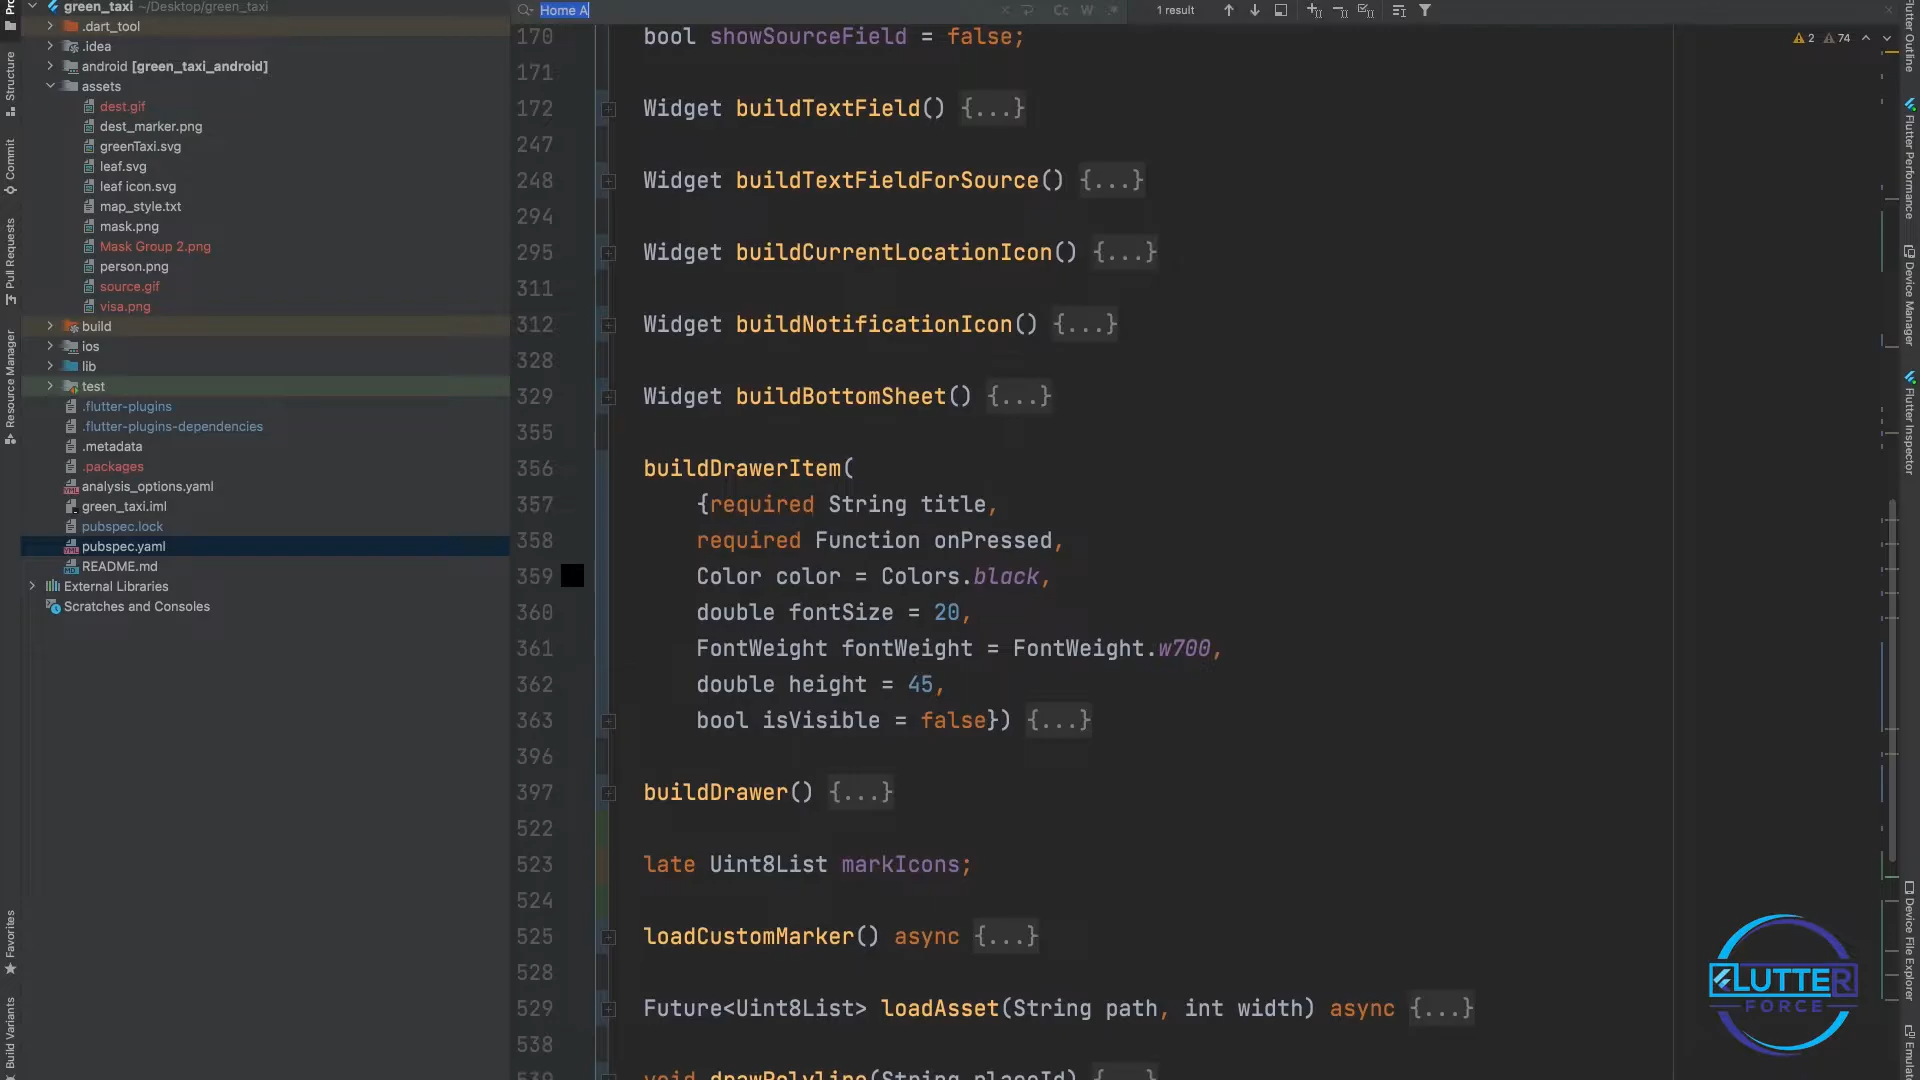 green_taxi ~/Desktop/green_taxi
.dart_tool
.idea
android [green_taxi_android]
assets
dest.gif
dest_marker.png
greenTaxi.svg
leaf.svg
leaf icon.svg
map_style.txt
mask.png
Mask Group 2.png
person.png
source.gif
visa.png
build
ios
lib
test
.flutter-plugins
.flutter-plugins-dependencies
.metadata
.packages
analysis_options.yaml
green_taxi.iml
pubspec.lock
pubspec.yaml
README.md
External Libraries
Scratches and Consoles
Structure
Commit
Pull Requests
Resource Manager
Favorites
Build Variants
Home A
Cc W .*
1 result
2 74
170 bool showSourceField = false;
171
172 Widget buildTextField() {...}
247
248 Widget buildTextFieldForSource() {...}
294
295 Widget buildCurrentLocationIcon() {...}
311
312 Widget buildNotificationIcon() {...}
328
329 Widget buildBottomSheet() {...}
355
356 buildDrawerItem(
357 {required String title,
358 required Function onPressed,
359 Color color = Colors.black,
360 double fontSize = 20,
361 FontWeight fontWeight = FontWeight.w700,
362 double height = 45,
363 bool isVisible = false}) {...}
396
397 buildDrawer() {...}
522
523 late Uint8List markIcons;
524
525 loadCustomMarker() async {...}
528
529 Future<Uint8List> loadAsset(String path, int width) async {...}
538
539 void drawPolyline(String placeId) {...}
Flutter Outline
Flutter Performance
Device Manager
Flutter Inspector
Device File Explorer
FLUTTER
FORCE